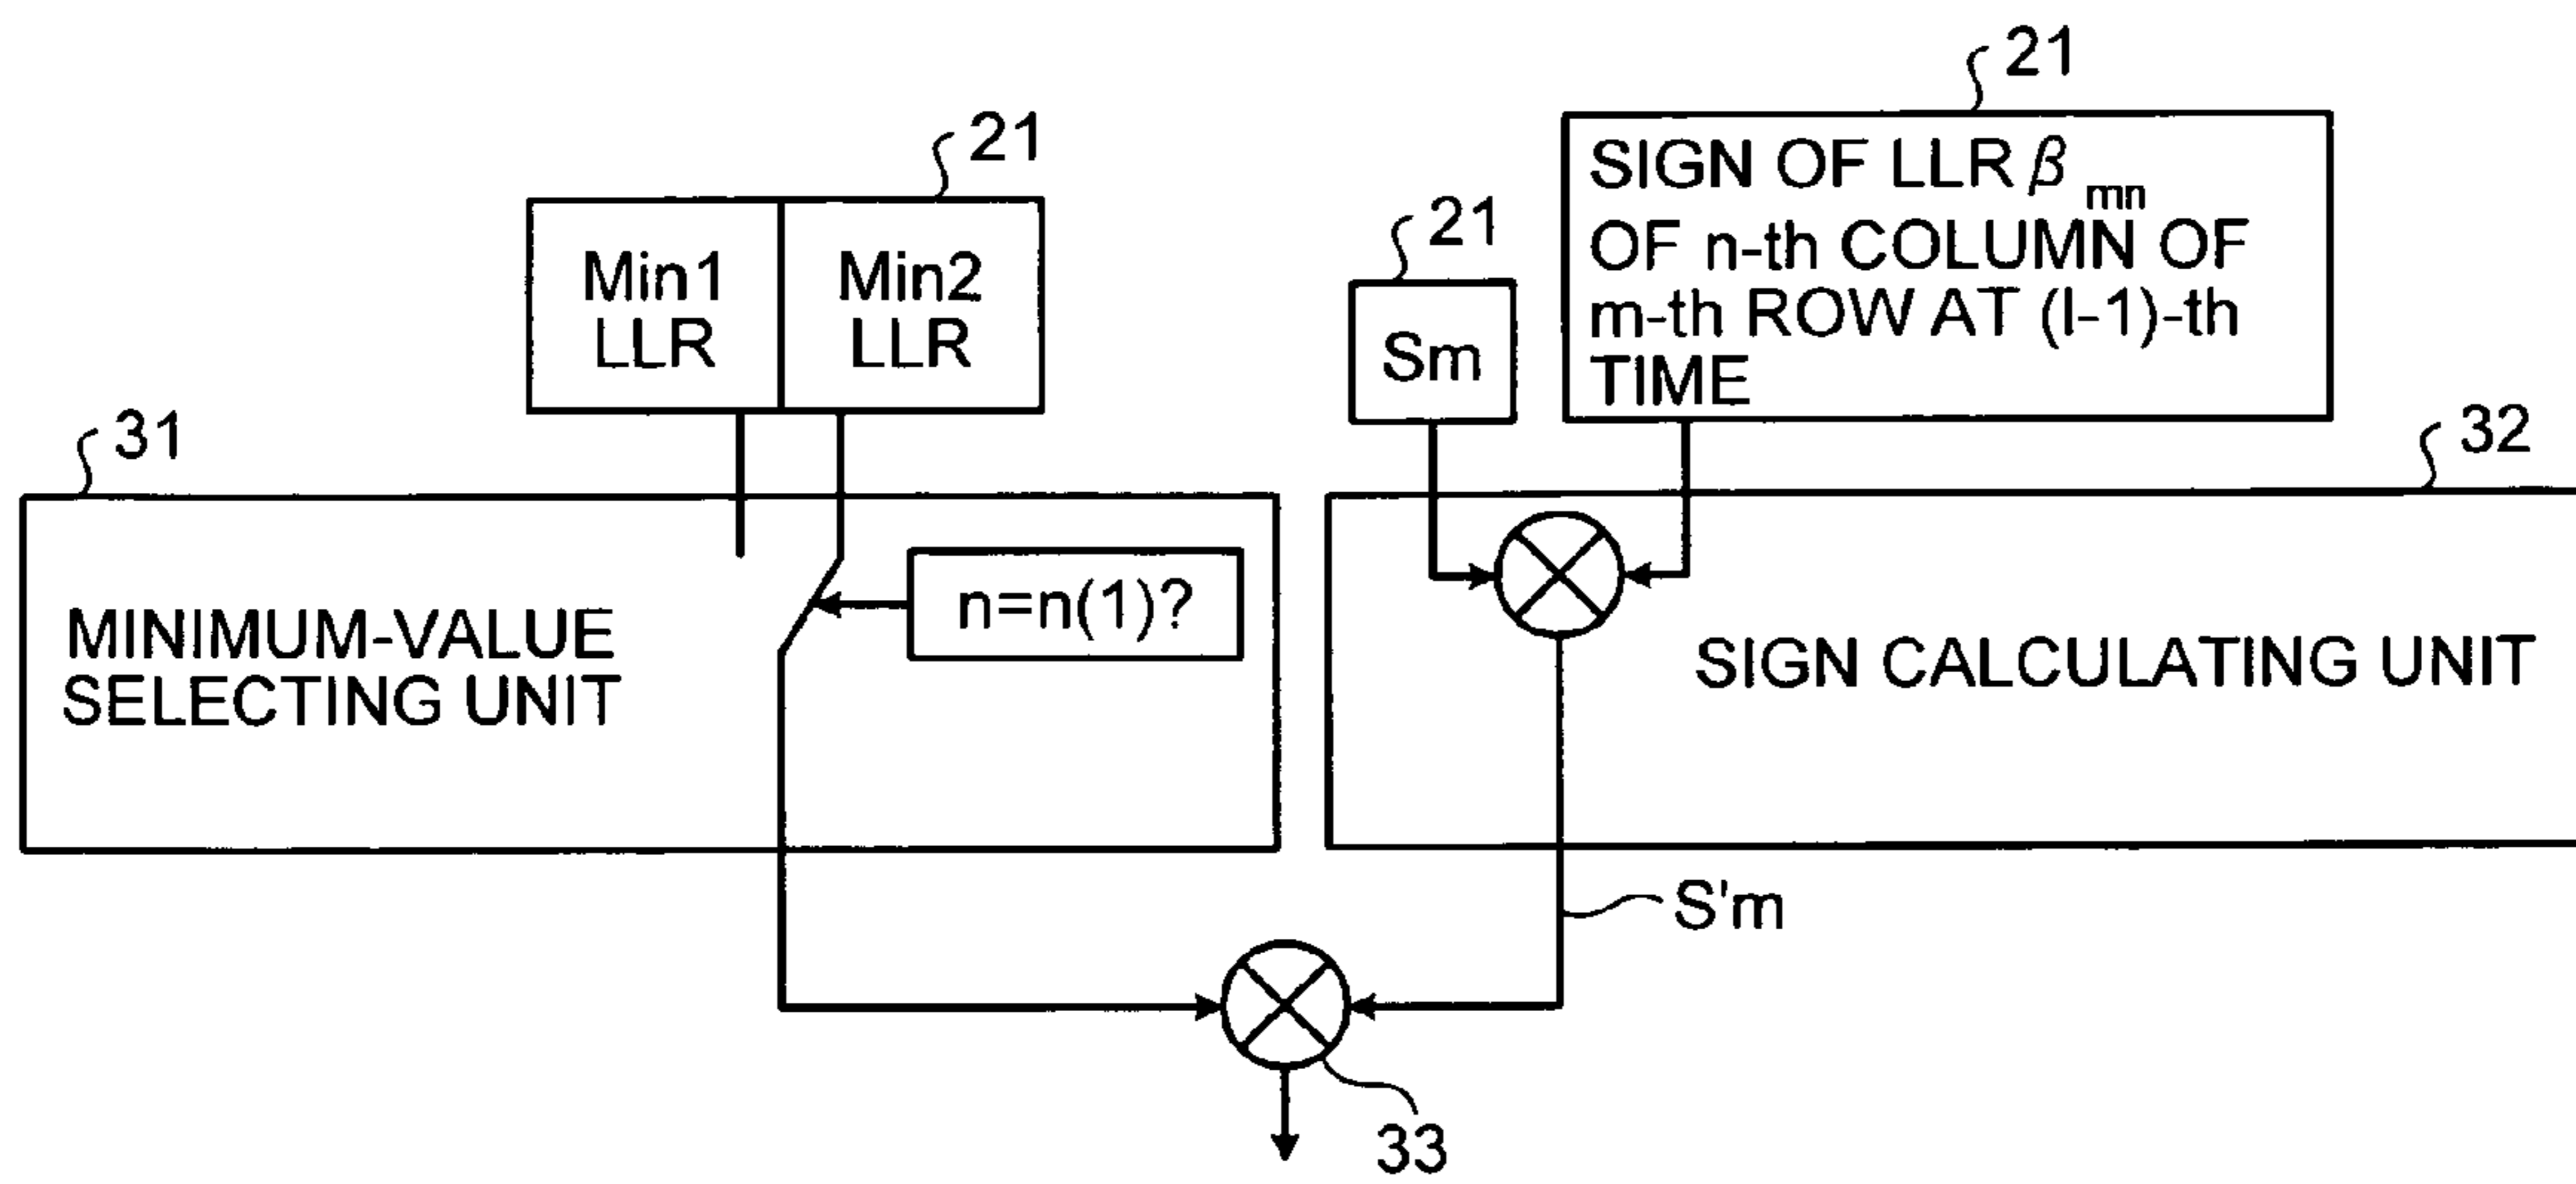 21
SIGN OF LLR βmn
OF n-th COLUMN OF
m-th ROW AT (l-1)-th
TIME
21
Min1
LLR
Min2
LLR
21
Sm
31
32
n=n(1)?
MINIMUM-VALUE
SELECTING UNIT
SIGN CALCULATING UNIT
S'm
33